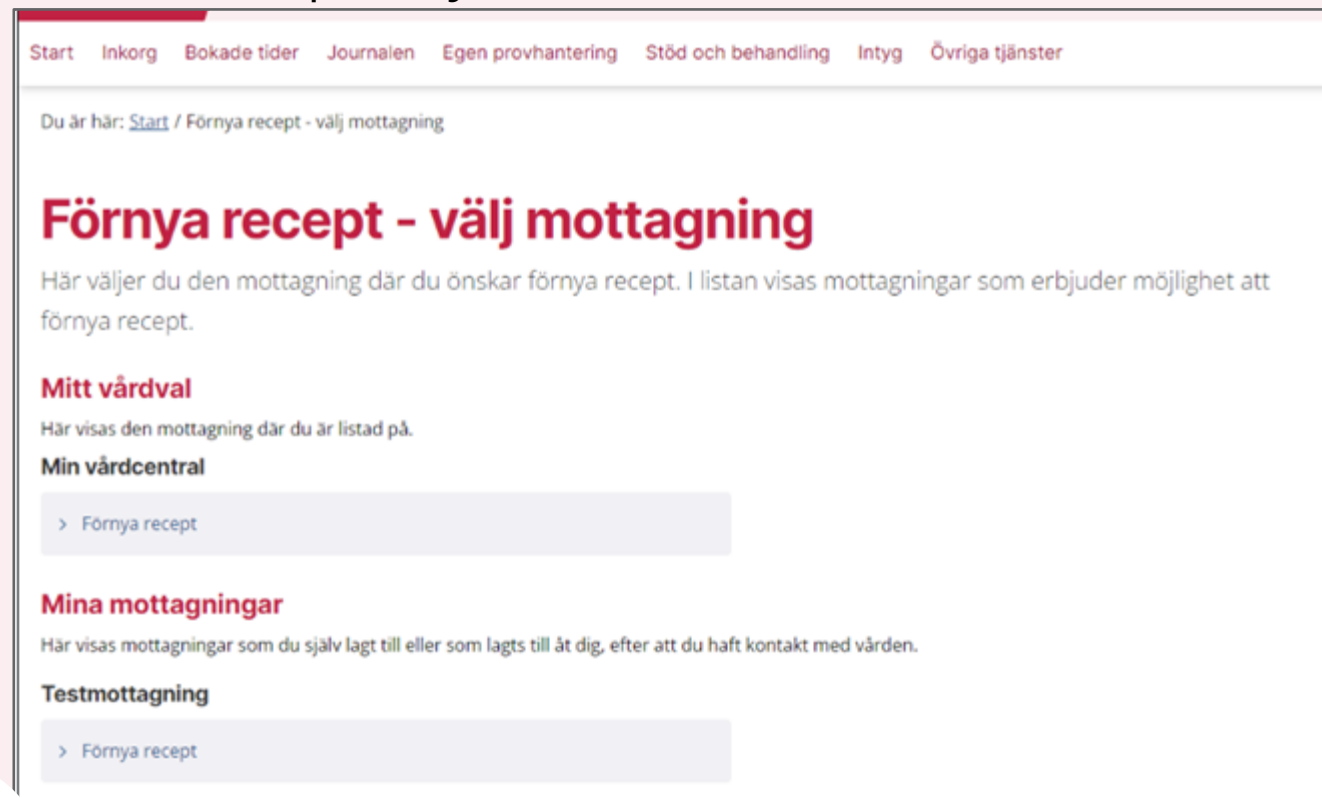 Start Inkorg Bokade tider Journalen Egen provhantering Stöd och behandling Intyg Övriga tjänster
Du är här: Start / Förnya recept - välj mottagning
Förnya recept - välj mottagning
Här väljer du den mottagning där du önskar förnya recept. I listan visas mottagningar som erbjuder möjlighet att
förnya recept.
Mitt vårdval
Här visas den mottagning där du är listad på.
Min vårdcentral
> Förnya recept
Mina mottagningar
Här visas mottagningar som du själv lagt till eller som lagts till åt dig, efter att du haft kontakt med vården.
Testmottagning
> Förnya recept